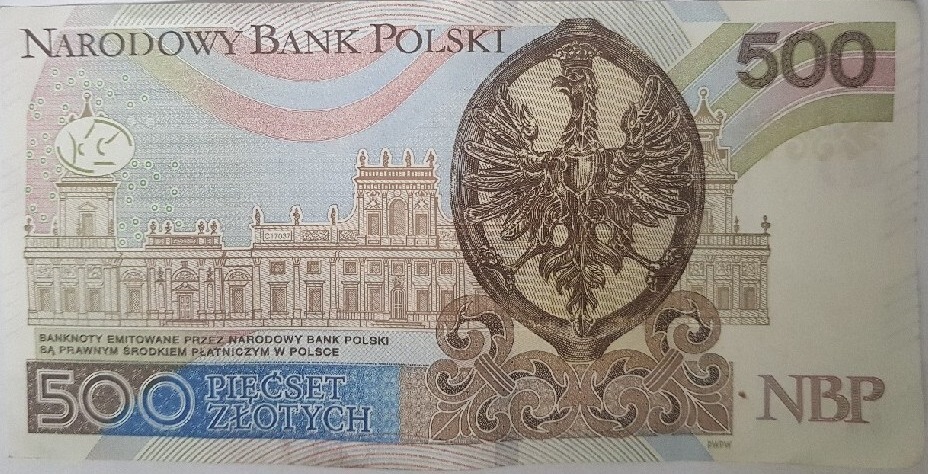 NARODOWY BANK POLSKI
500
BANKNOTY EMITOWANE PRZEZ NARODOWY BANK POLSKI
SĄ PRAWNYM ŚRODKIEM PŁATNICZYM W POLSCE
500 PIĘĆSET
ZŁOTYCH
NBP
PWPW